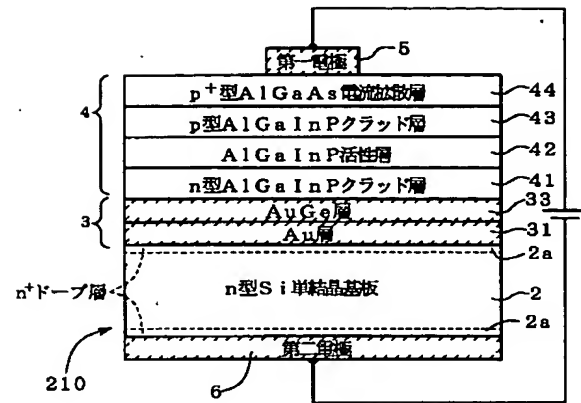 第一電極
5
p+型AlGaAs電流拡散層
44
p型AlGaInPクラッド層
43
4
AlGaInP活性層
42
n型AlGaInPクラッド層
41
AuGe層
33
3
Au層
31
2a
n型Si単結晶基板
n+ドープ層
2
2a
第二電極
210
6